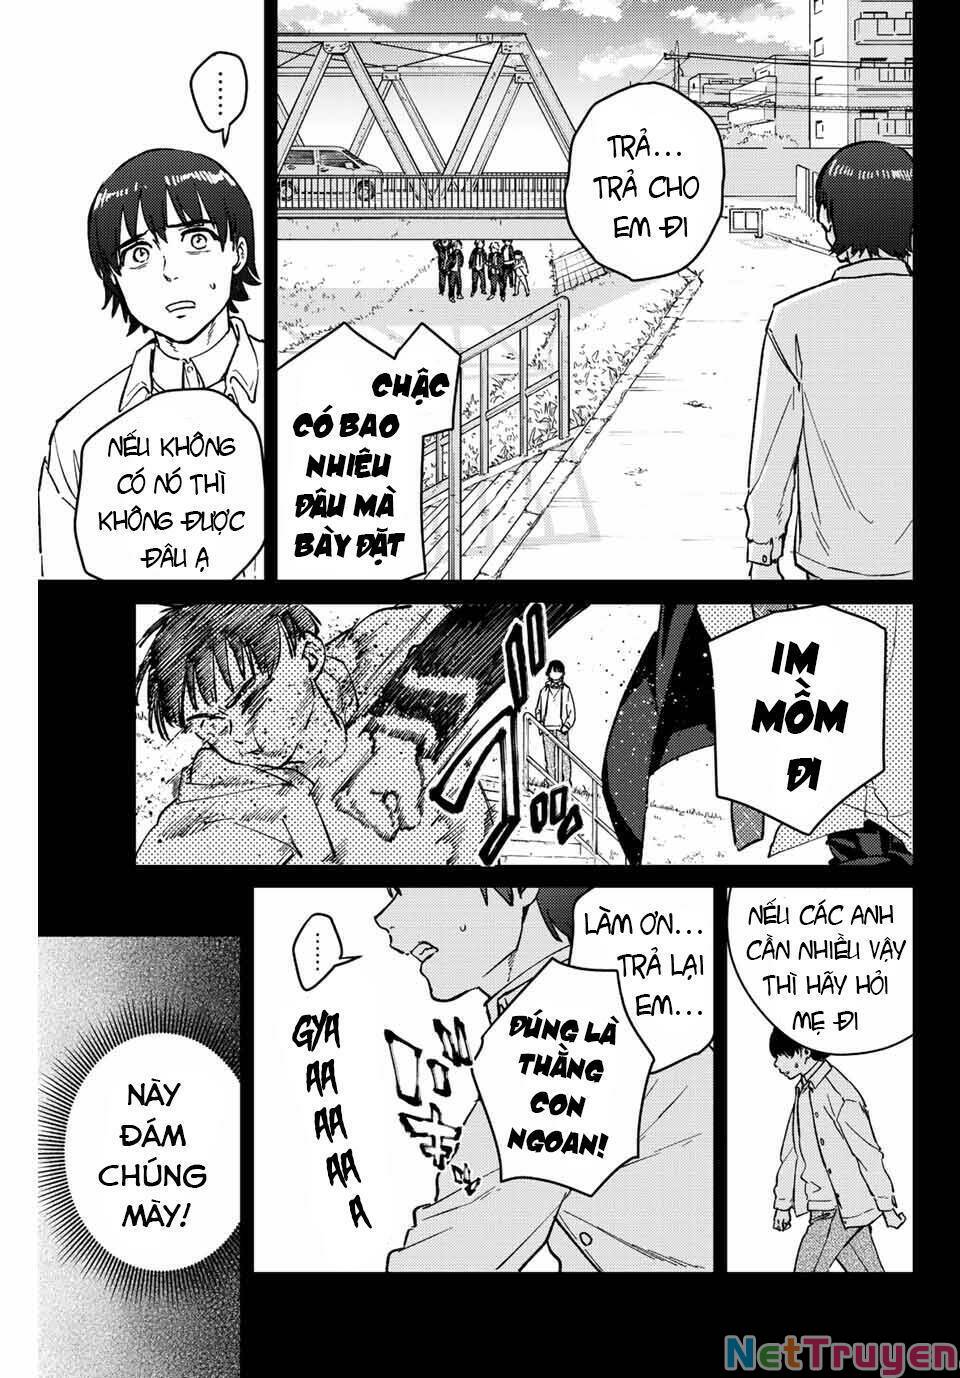 TRẢ...
TRẢ CHO
EM ĐI
CHẬC
CÓ BAO
NHIÊU
ĐÂU MÀ
BÀY ĐẶT
......
NẾU KHÔNG
CÓ NÓ THÌ
KHÔNG ĐƯỢC
ĐÂU Ạ
IM
MỒM
ĐI
NẾU CÁC ANH
CẦN NHIỀU VẬY
THÌ HÃY HỎI
MẸ ĐI
LÀM ƠN...
TRẢ LẠI
EM...
ĐÚNG LÀ
THẰNG
CON
NGOAN!
......
GYA
AA
AA
AA
A
NÀY
ĐÁM
CHÚNG
MÀY!
NetTruyen